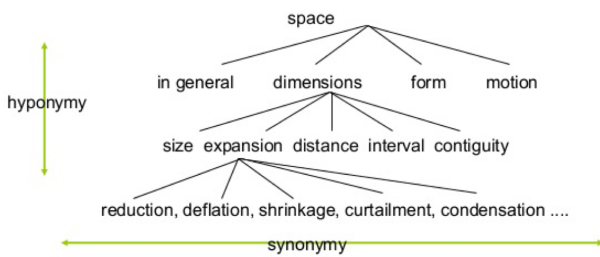 space
in general dimensions form motion
hyponymy
size expansion distance interval contiguity
reduction, deflation, shrinkage, curtailment, condensation ....
synonymy